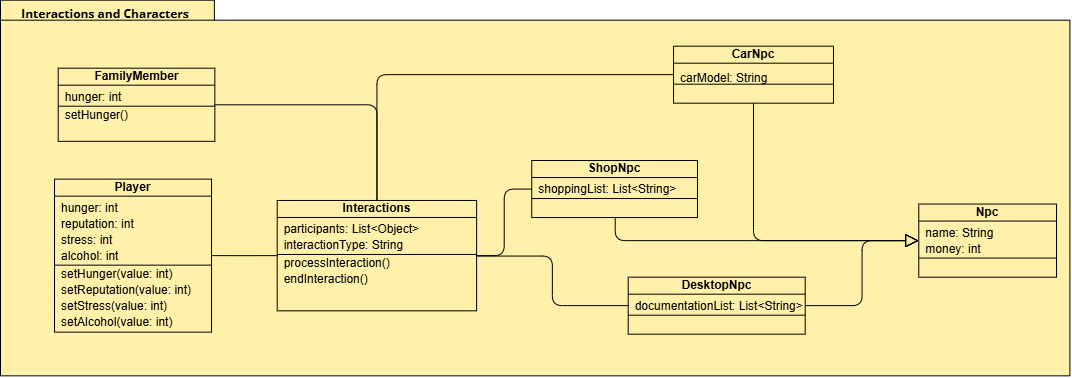 Interactions and Characters
FamilyMember
hunger: int
setHunger()
Player
hunger: int
reputation: int
stress: int
alcohol: int
setHunger(value: int)
setReputation(value: int)
setStress(value: int)
setAlcohol(value: int)
Interactions
participants: List<Object>
interactionType: String
processInteraction()
endInteraction()
CarNpc
carModel: String
ShopNpc
shoppingList: List<String>
DesktopNpc
documentationList: List<String>
Npc
name: String
money: int